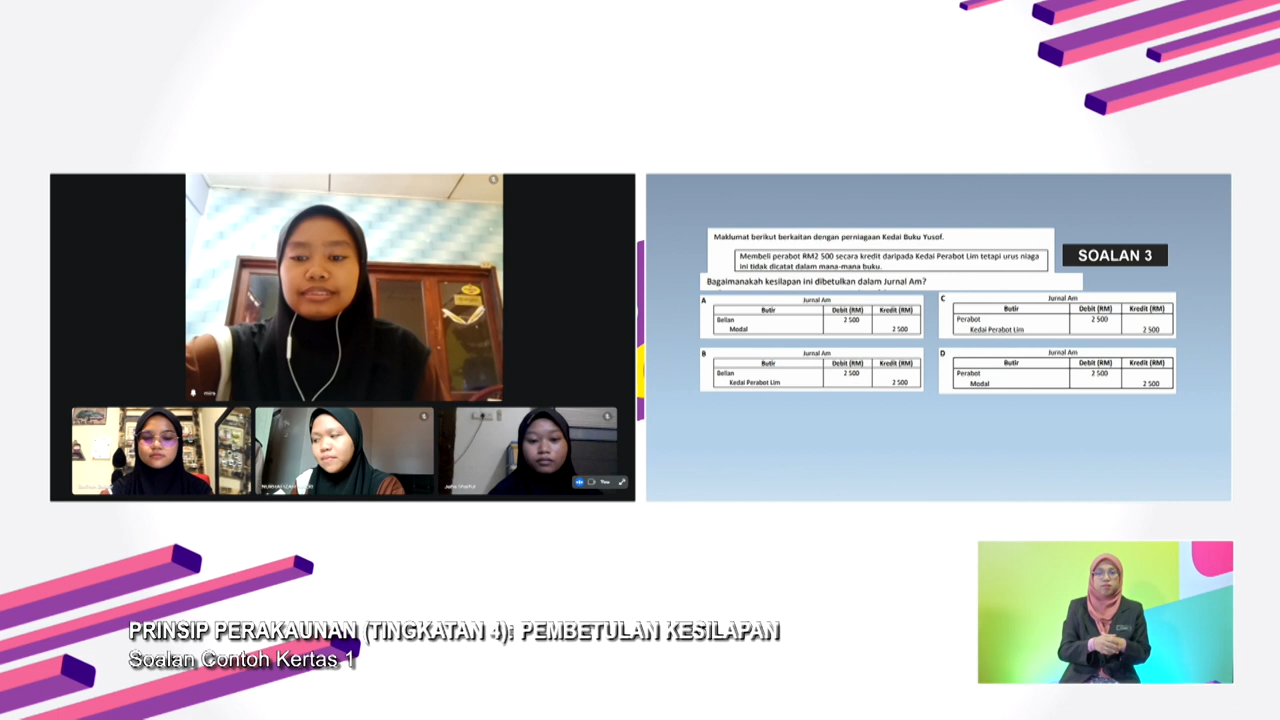 Maklumat berikut berkaitan dengan perniagaan Kedai Buku Yusof.
Membeli perabot RM2 500 secara kredit daripada Kedai Perabot Lim tetapi urus niaga
ini tidak dicatat dalam mana-mana buku.
SOALAN 3
Bagaimanakah kesilapan ini dibetulkan dalam Jurnal Am?
A
Jurnal Am
Butir Debit (RM) Kredit (RM)
Belian 2 500
Modal 2 500
B
Jurnal Am
Butir Debit (RM) Kredit (RM)
Belian 2 500
Kedai Perabot Lim 2 500
C
Jurnal Am
Butir Debit (RM) Kredit (RM)
Perabot 2 500
Kedai Perabot Lim 2 500
D
Jurnal Am
Butir Debit (RM) Kredit (RM)
Perabot 2 500
Modal 2 500
mira
PRINSIP PERAKAUNAN (TINGKATAN 4): PEMBETULAN KESILAPAN
Soalan Contoh Kertas 1